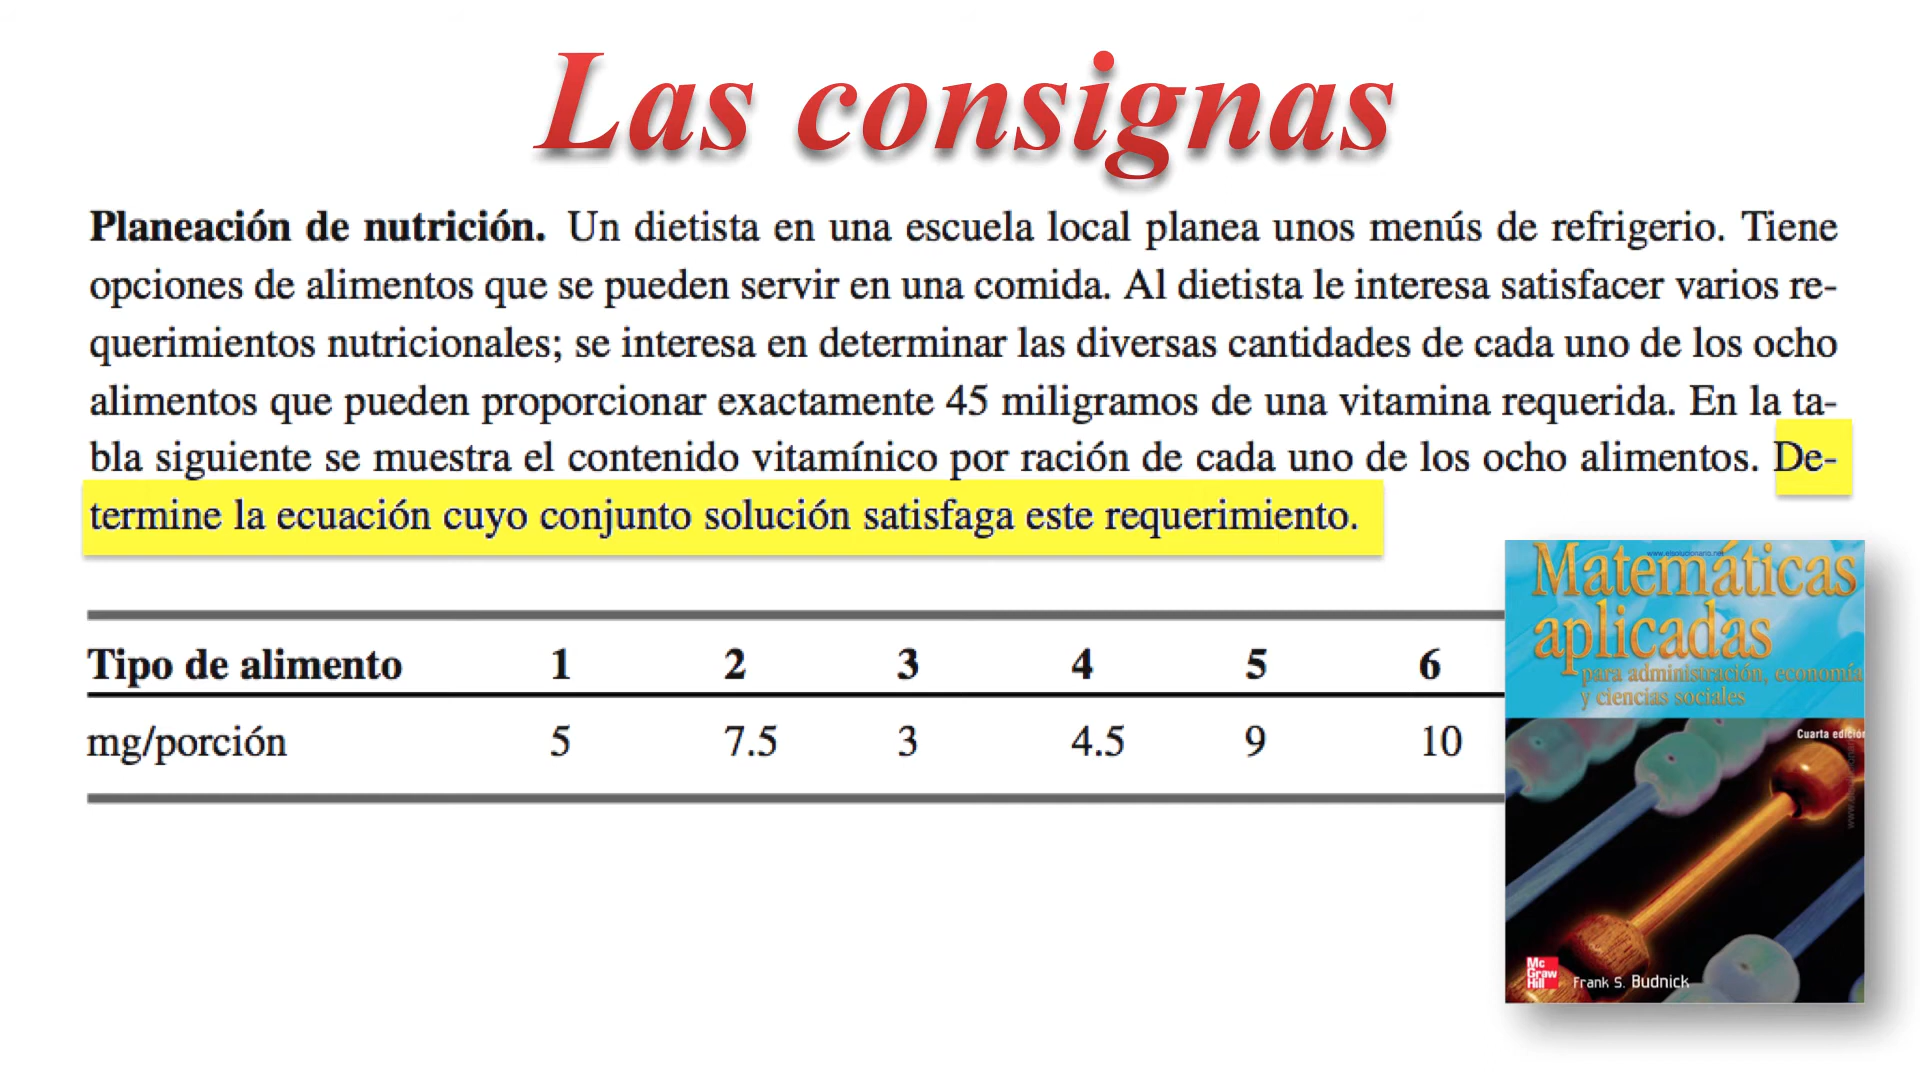 Las consignas
Planeación de nutrición. Un dietista en una escuela local planea unos menús de refrigerio. Tiene
opciones de alimentos que se pueden servir en una comida. Al dietista le interesa satisfacer varios re-
querimientos nutricionales; se interesa en determinar las diversas cantidades de cada uno de los ocho
alimentos que pueden proporcionar exactamente 45 miligramos de una vitamina requerida. En la ta-
bla siguiente se muestra el contenido vitamínico por ración de cada uno de los ocho alimentos. De-
termine la ecuación cuyo conjunto solución satisfaga este requerimiento.
Tipo de alimento 1 2 3 4 5 6
mg/porción 5 7.5 3 4.5 9 10
www.elsolucionario.net
Matemáticas
aplicadas
para administración, economía
y ciencias sociales
Cuarta edición
Mc
Graw
Hill
Frank S. Budnick